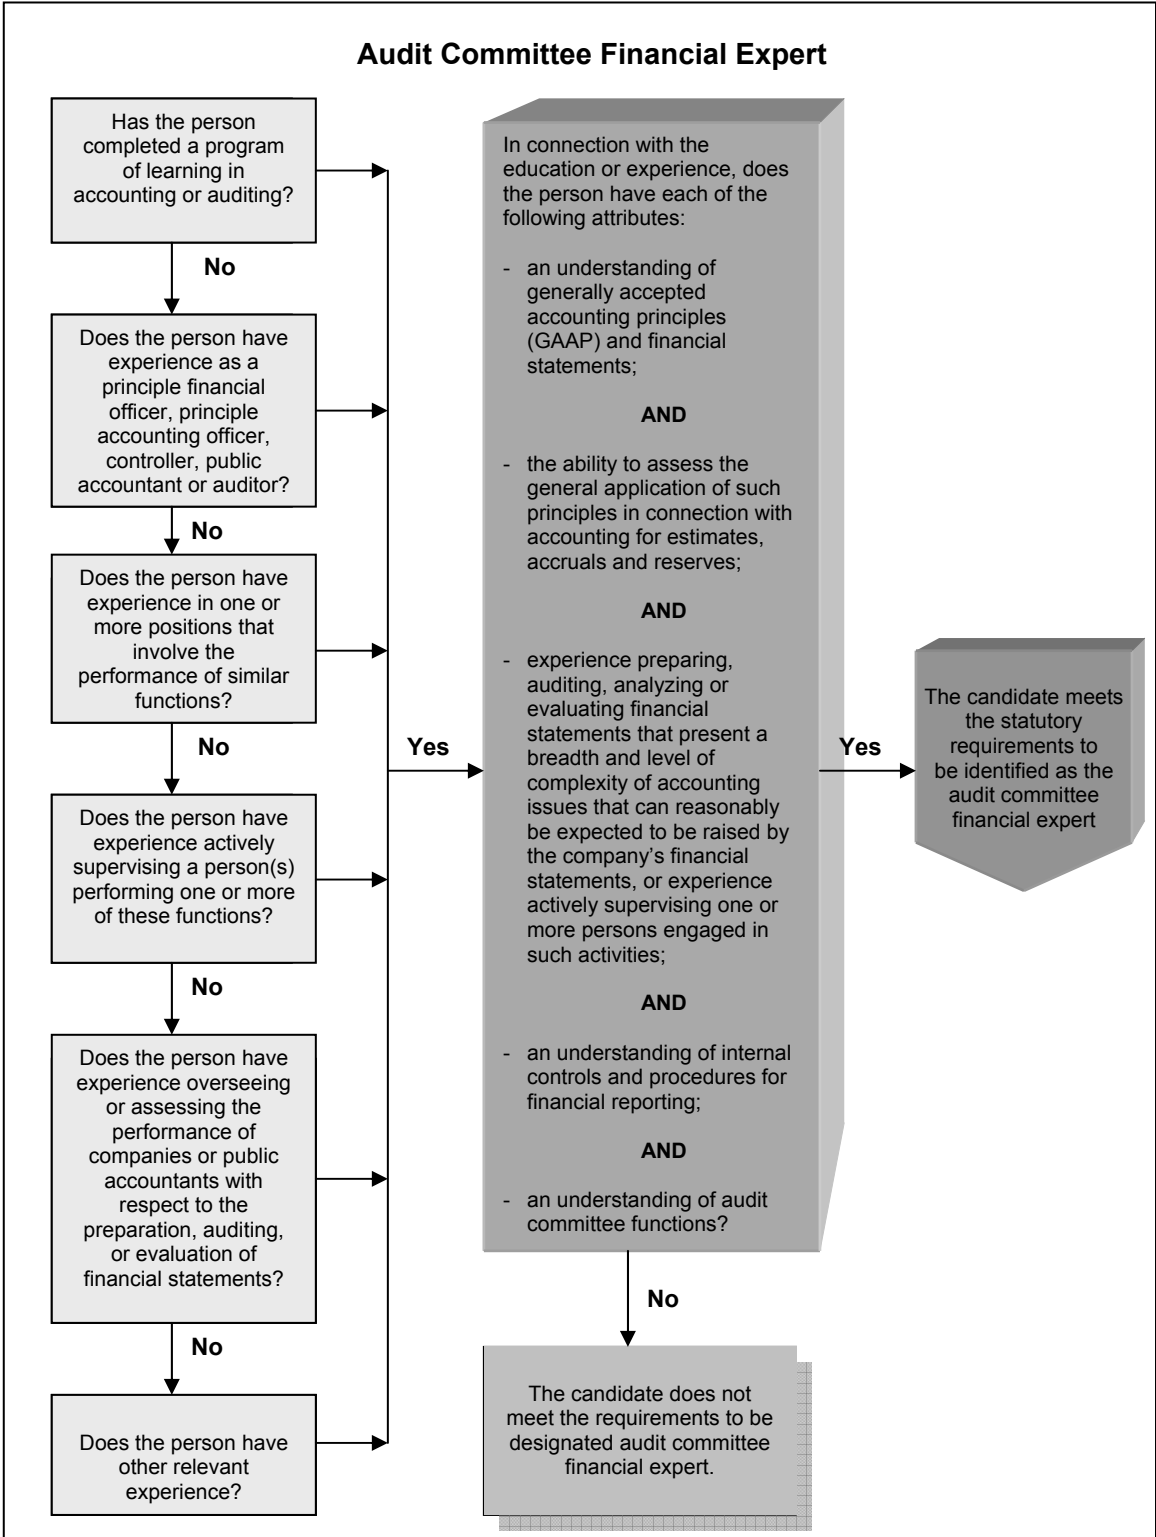 Audit Committee Financial Expert
Has the person
completed a program
of learning in
accounting or auditing?
No
Does the person have
experience as a
principle financial
officer, principle
accounting officer,
controller, public
accountant or auditor?
No
Does the person have
experience in one or
more positions that
involve the
performance of similar
functions?
No
Does the person have
experience actively
supervising a person(s)
performing one or more
of these functions?
No
Does the person have
experience overseeing
or assessing the
performance of
companies or public
accountants with
respect to the
preparation, auditing,
or evaluation of
financial statements?
No
Does the person have
other relevant
experience?
Yes
In connection with the
education or experience, does
the person have each of the
following attributes:
- an understanding of
generally accepted
accounting principles
(GAAP) and financial
statements;
AND
- the ability to assess the
general application of such
principles in connection with
accounting for estimates,
accruals and reserves;
AND
- experience preparing,
auditing, analyzing or
evaluating financial
statements that present a
breadth and level of
complexity of accounting
issues that can reasonably
be expected to be raised by
the company’s financial
statements, or experience
actively supervising one or
more persons engaged in
such activities;
AND
- an understanding of internal
controls and procedures for
financial reporting;
AND
- an understanding of audit
committee functions?
No
The candidate does not
meet the requirements to be
designated audit committee
financial expert.
Yes
The candidate meets
the statutory
requirements to
be identified as the
audit committee
financial expert